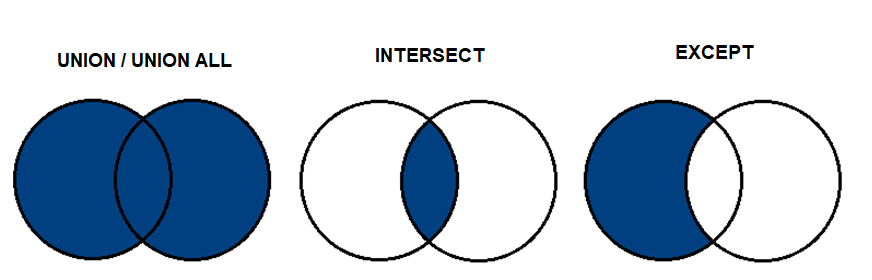 UNION / UNION ALL
INTERSECT
EXCEPT